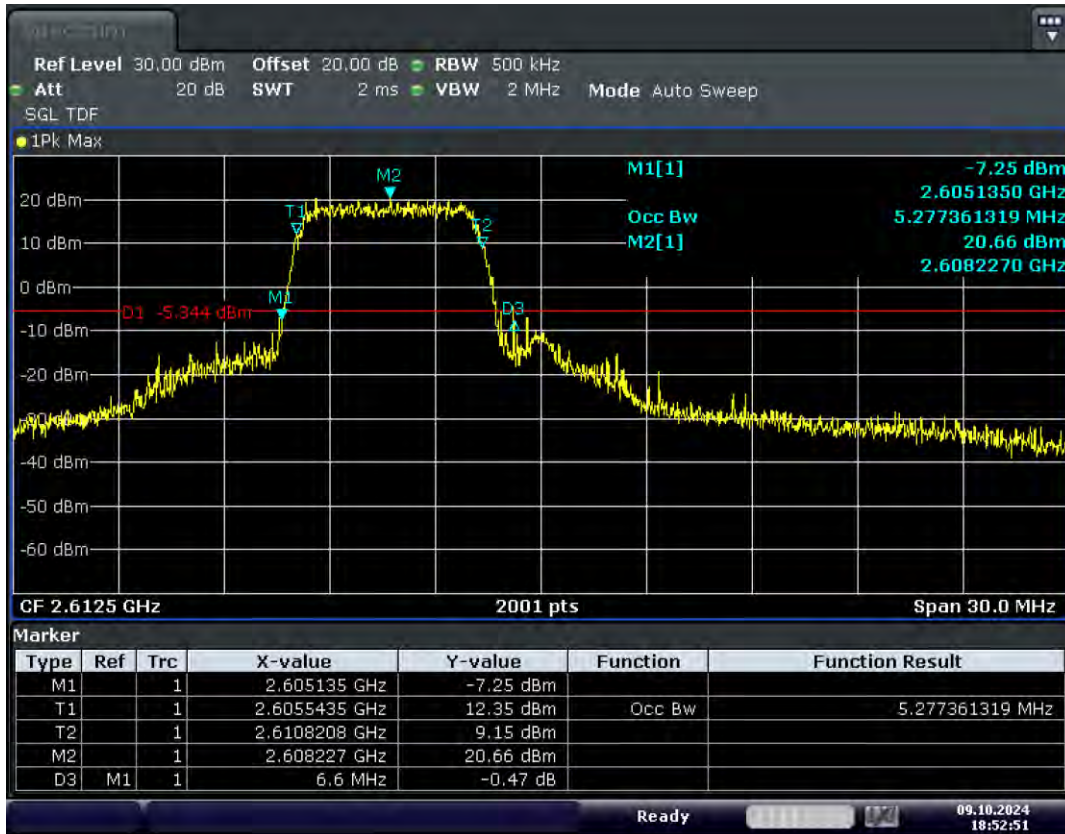 Spectrum
Ref Level 30.00 dBm Offset 20.00 dB RBW 500 kHz
Att 20 dB SWT 2 ms VBW 2 MHz Mode Auto Sweep
SGL TDF
1Pk Max
M1[1] -7.25 dBm
2.6051350 GHz
Occ Bw 5.277361319 MHz
M2[1] 20.66 dBm
2.6082270 GHz
M2
20 dBm
T1
T2
10 dBm
0 dBm
M1
D3
D1 -5.344 dBm
-10 dBm
-20 dBm
-40 dBm
-50 dBm
-60 dBm
CF 2.6125 GHz 2001 pts Span 30.0 MHz
Marker
Type Ref Trc X-value Y-value Function Function Result
M1 1 2.605135 GHz -7.25 dBm
T1 1 2.6055435 GHz 12.35 dBm Occ Bw 5.277361319 MHz
T2 1 2.6108208 GHz 9.15 dBm
M2 1 2.608227 GHz 20.66 dBm
D3 M1 1 6.6 MHz -0.47 dB
Ready 09.10.2024
18:52:51